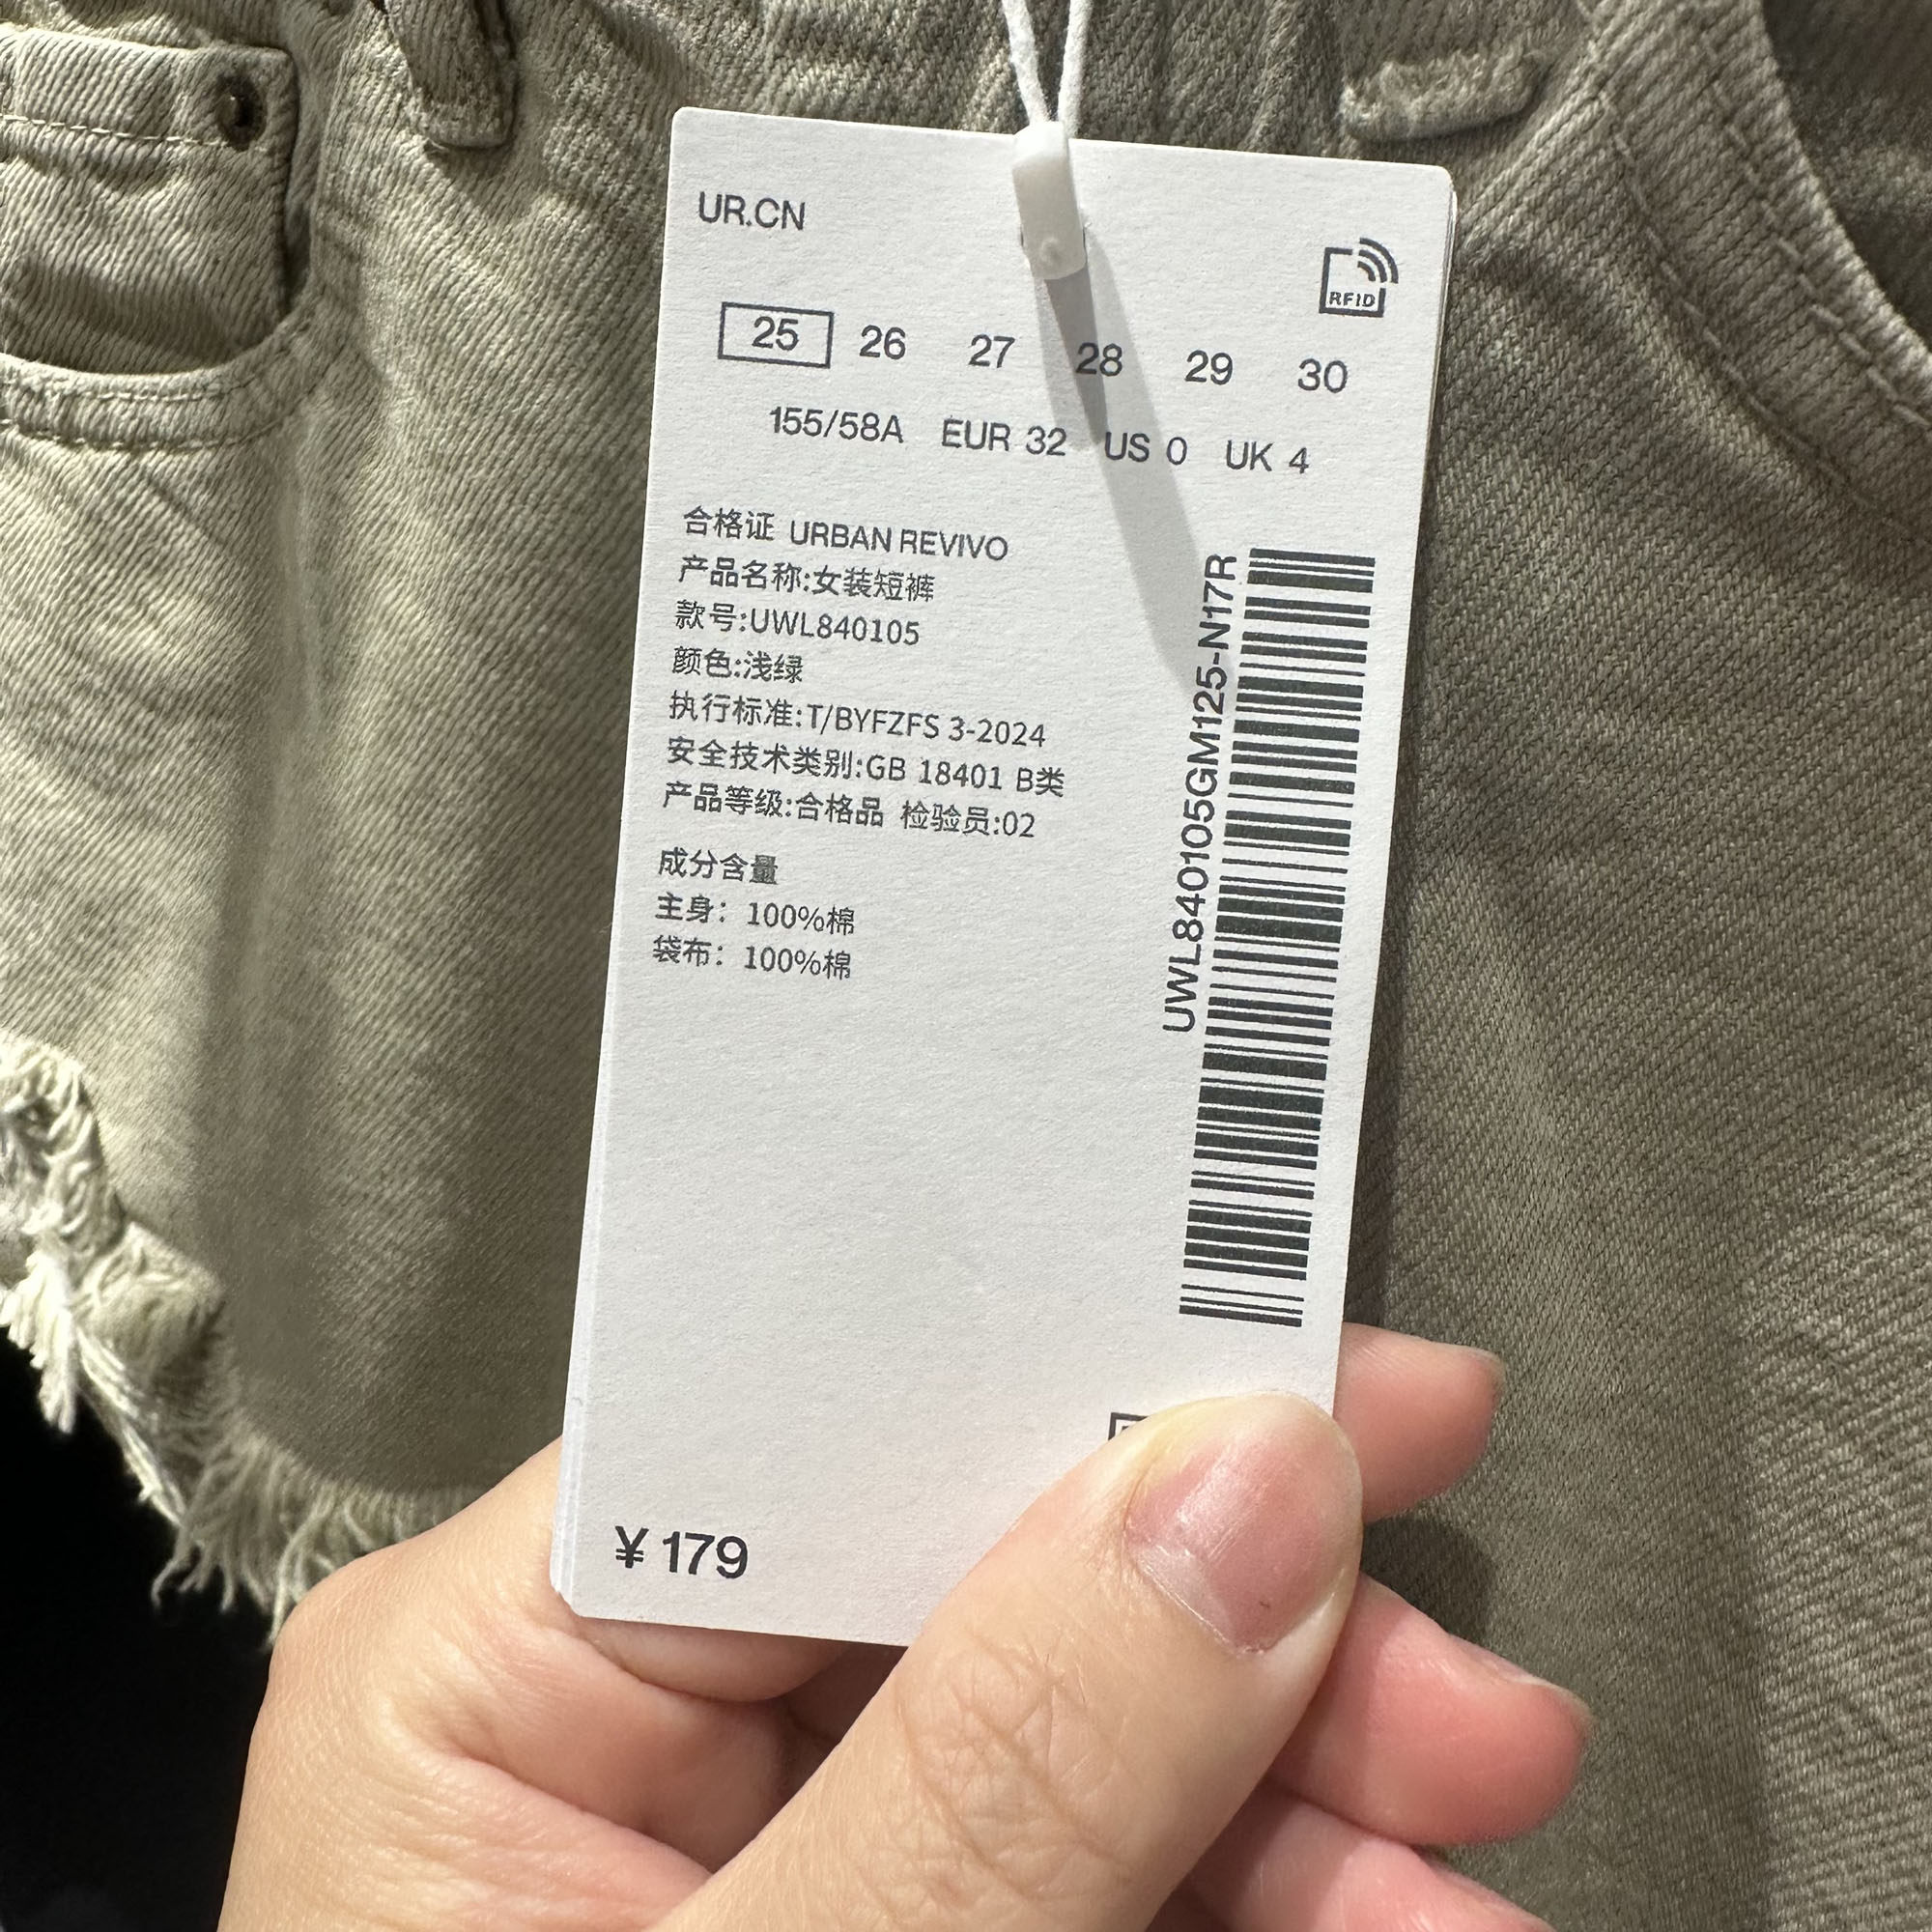 UR.CN
RFID
25 26 27 28 29 30
155/58A EUR 32 US 0 UK 4
合格证 URBAN REVIVO
产品名称:女装短裤
款号:UWL840105
颜色:浅绿
执行标准:T/BYFZFS 3-2024
安全技术类别:GB 18401 B类
产品等级:合格品 检验员:02
成分含量
主身: 100%棉
袋布: 100%棉
UWL840105GM125-N17R
¥ 179